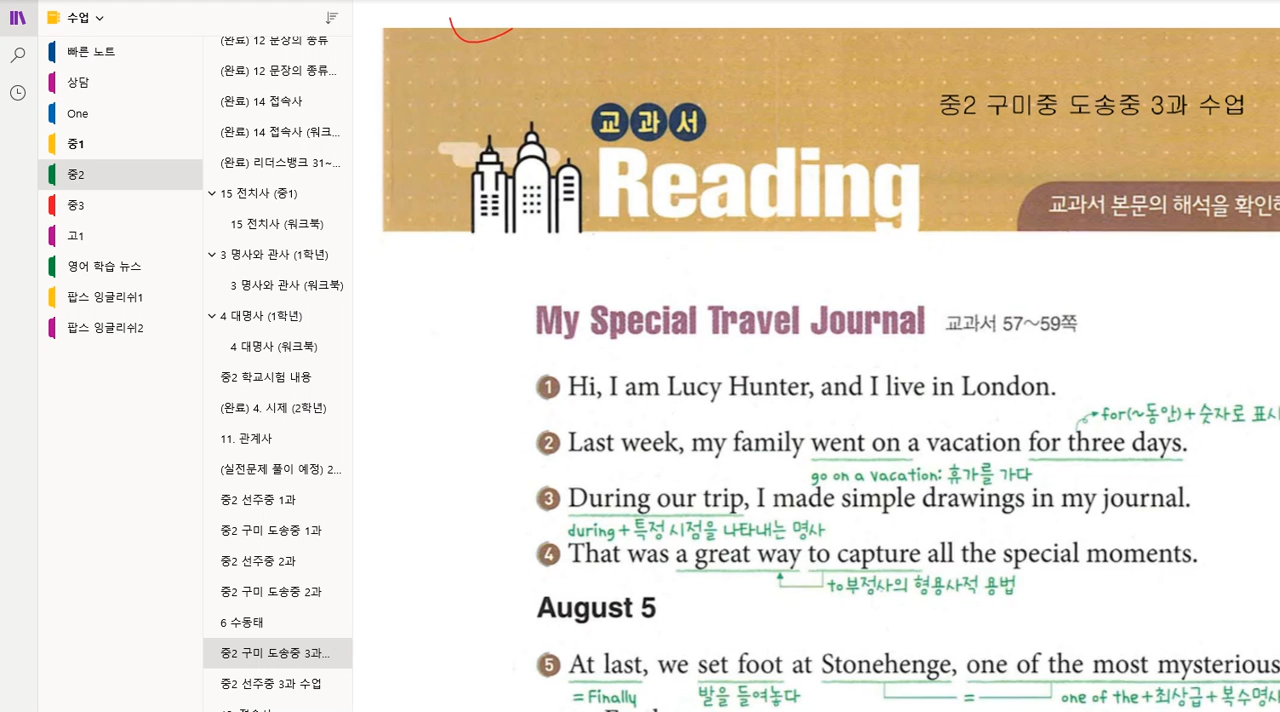 수업
빠른 노트
상담
One
중1
중2
중3
고1
영어 학습 뉴스
팝스 잉글리쉬1
팝스 잉글리쉬2
(완료) 12 문장의 종류
(완료) 12 문장의 종류...
(완료) 14 접속사
(완료) 14 접속사 (워크...
(완료) 리더스뱅크 31~...
15 전치사 (중1)
15 전치사 (워크북)
3 명사와 관사 (1학년)
3 명사와 관사 (워크북)
4 대명사 (1학년)
4 대명사 (워크북)
중2 학교시험 내용
(완료) 4. 시제 (2학년)
11. 관계사
(실전문제 풀이 예정) 2...
중2 선주중 1과
중2 구미 도송중 1과
중2 선주중 2과
중2 구미 도송중 2과
6 수동태
중2 구미 도송중 3과...
중2 선주중 3과 수업
중2 구미중 도송중 3과 수업
교과서
Reading
교과서 본문의 해석을 확인하
My Special Travel Journal 교과서 57~59쪽
1 Hi, I am Lucy Hunter, and I live in London.
for(~동안)+숫자로 표시
2 Last week, my family went on a vacation for three days.
go on a vacation: 휴가를 가다
3 During our trip, I made simple drawings in my journal.
during+특정 시점을 나타내는 명사
4 That was a great way to capture all the special moments.
to부정사의 형용사적 용법
August 5
5 At last, we set foot at Stonehenge, one of the most mysterious
=Finally 발을 들여놓다 = one of the+최상급+복수명사